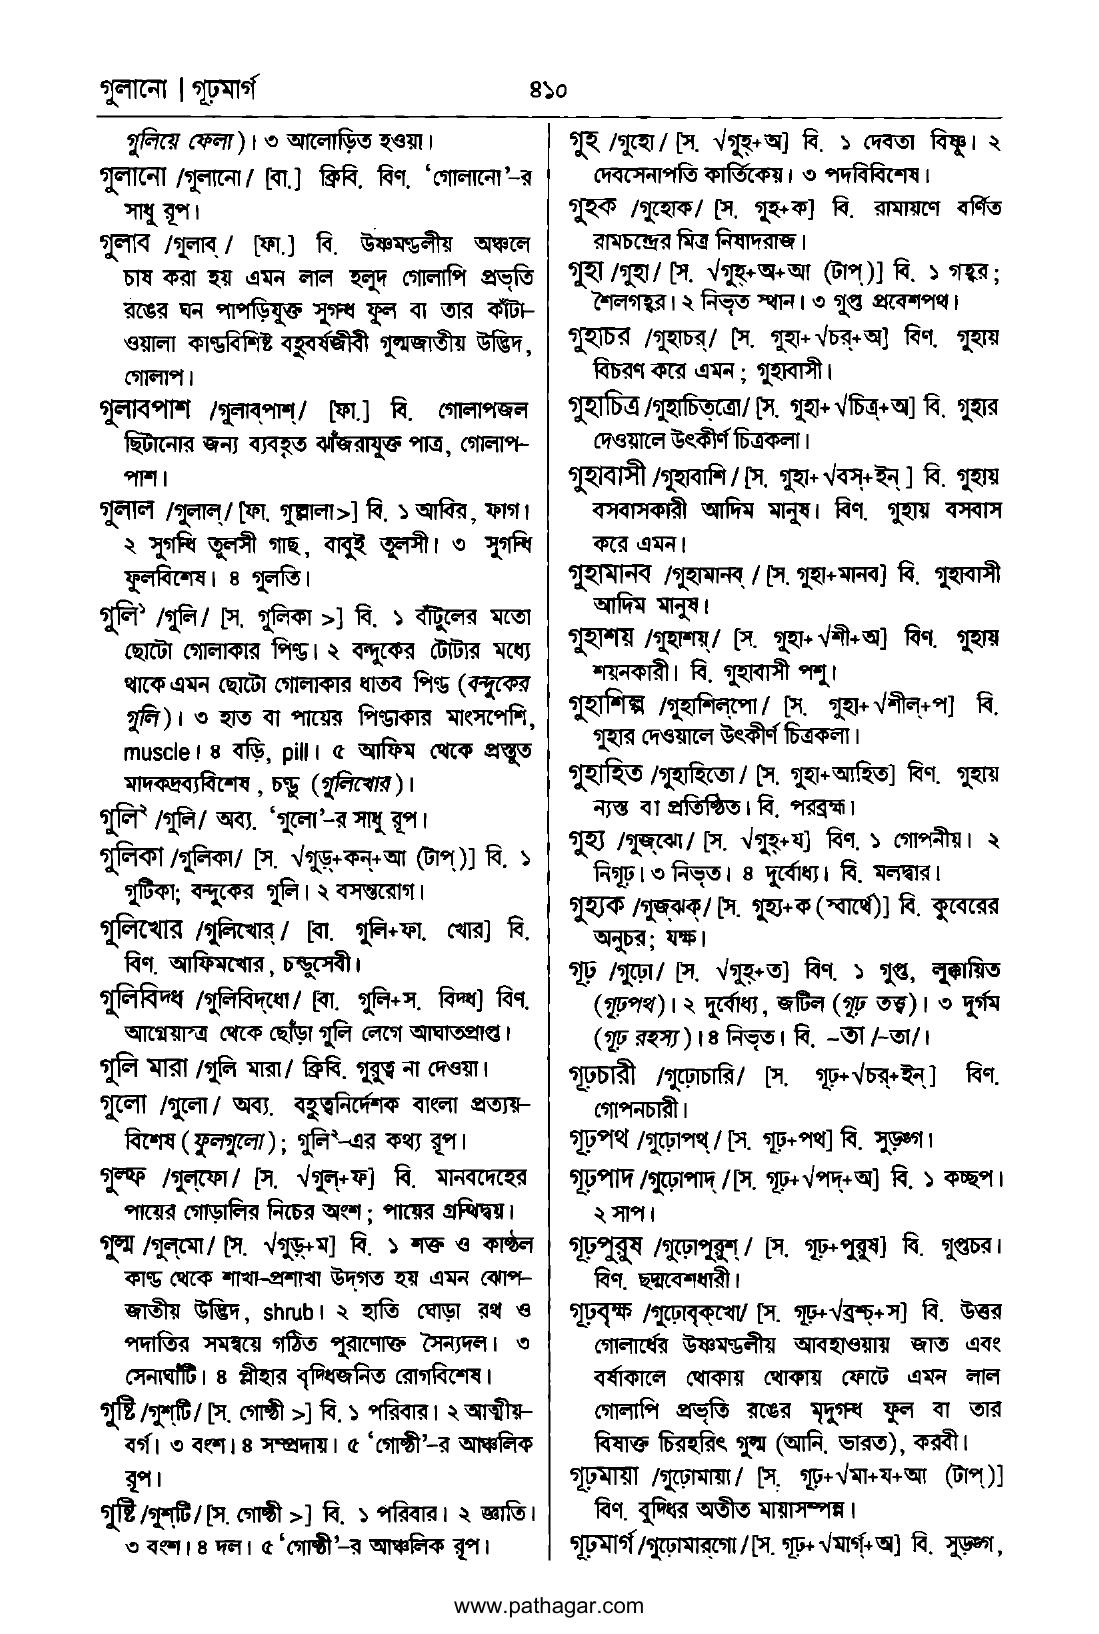 গুলানো | গূঢ়মার্গ
৪১০
গুলিয়ে ফেলা)। ৩ আলোড়িত হওয়া।
গুলানো /গুলানো/ [বা.] ক্রিবি. বিণ. ‘গোলানো’-র
সাধু রূপ।
গুলাব /গুলাব্/ [ফা.] বি. উষ্ণমণ্ডলীয় অঞ্চলে
চাষ করা হয় এমন লাল হলুদ গোলাপি প্রভৃতি
রঙের ঘন পাপড়িযুক্ত সুগন্ধ ফুল বা তার কাঁটা-
ওয়ালা কাণ্ডবিশিষ্ট বহুবর্ষজীবী গুল্মজাতীয় উদ্ভিদ,
গোলাপ।
গুলাবপাশ /গুলাব্‌পাশ্/ [ফা.] বি. গোলাপজল
ছিটানোর জন্য ব্যবহৃত ঝাঁজরাযুক্ত পাত্র, গোলাপ-
পাশ।
গুলাল /গুলাল্/ [ফা. গুল্লালা>] বি. ১ আবির, ফাগ।
২ সুগন্ধি তুলসী গাছ, বাবুই তুলসী। ৩ সুগন্ধি
ফুলবিশেষ। ৪ গুলতি।
গুলি¹ /গুলি/ [স. গুলিকা >] বি. ১ বাঁটুলের মতো
ছোটো গোলাকার পিণ্ড। ২ বন্দুকের টোটার মধ্যে
থাকে এমন ছোটো গোলাকার ধাতব পিণ্ড (বন্দুকের
গুলি)। ৩ হাত বা পায়ের পিণ্ডাকার মাংসপেশি,
muscle। ৪ বড়ি, pill। ৫ আফিম থেকে প্রস্তুত
মাদকদ্রব্যবিশেষ, চণ্ডু (গুলিখোর)।
গুলি² /গুলি/ অব্য. ‘গুলো’-র সাধু রূপ।
গুলিকা /গুলিকা/ [স. √গুড়্+কন্+আ (টাপ্)] বি. ১
গুটিকা; বন্দুকের গুলি। ২ বসন্তরোগ।
গুলিখোর /গুলিখোর্/ [বা. গুলি+ফা. খোর] বি.
বিণ. আফিমখোর, চণ্ডুসেবী।
গুলিবিদ্ধ /গুলিবিদ্‌ধো/ [বা. গুলি+স. বিদ্ধ] বিণ.
আগ্নেয়াস্ত্র থেকে ছোঁড়া গুলি লেগে আঘাতপ্রাপ্ত।
গুলি মারা /গুলি মারা/ ক্রিবি. গুরুত্ব না দেওয়া।
গুলো /গুলো/ অব্য. বহুত্বনির্দেশক বাংলা প্রত্যয়-
বিশেষ (ফুলগুলো); গুলি²-এর কথ্য রূপ।
গুল্ফ /গুল্‌ফো/ [স. √গুল্+ফ] বি. মানবদেহের
পায়ের গোড়ালির নিচের অংশ; পায়ের গ্রন্থিদ্বয়।
গুল্ম /গুল্‌মো/ [স. √গুড়্+ম] বি. ১ শক্ত ও কাষ্ঠল
কাণ্ড থেকে শাখা-প্রশাখা উদ্‌গত হয় এমন ঝোপ-
জাতীয় উদ্ভিদ, shrub। ২ হাতি ঘোড়া রথ ও
পদাতির সমন্বয়ে গঠিত পুরাণোক্ত সৈন্যদল। ৩
সেনাঘাঁটি। ৪ প্লীহার বৃদ্ধিজনিত রোগবিশেষ।
গুষ্টি /গুশ্‌টি/ [স. গোষ্ঠী >] বি. ১ পরিবার। ২ আত্মীয়-
বর্গ। ৩ বংশ। ৪ সম্প্রদায়। ৫ ‘গোষ্ঠী’-র আঞ্চলিক
রূপ।
গুষ্টি /গুশ্‌টি/ [স. গোষ্ঠী >] বি. ১ পরিবার। ২ জ্ঞাতি।
৩ বংশ। ৪ দল। ৫ ‘গোষ্ঠী’-র আঞ্চলিক রূপ।
গুহ /গুহো/ [স. √গুহ্+অ] বি. ১ দেবতা বিষ্ণু। ২
দেবসেনাপতি কার্তিকেয়। ৩ পদবিবিশেষ।
গুহক /গুহোক/ [স. গুহ+ক] বি. রামায়ণে বর্ণিত
রামচন্দ্রের মিত্র নিষাদরাজ।
গুহা /গুহা/ [স. √গুহ্+অ+আ (টাপ্)] বি. ১ গহ্বর;
শৈলগহ্বর। ২ নিভৃত স্থান। ৩ গুপ্ত প্রবেশপথ।
গুহাচর /গুহাচর্/ [স. গুহা+√চর্+অ] বিণ. গুহায়
বিচরণ করে এমন; গুহাবাসী।
গুহাচিত্র /গুহাচিত্‌ত্রো/ [স. গুহা+√চিত্র+অ] বি. গুহার
দেওয়ালে উৎকীর্ণ চিত্রকলা।
গুহাবাসী /গুহাবাশি/ [স. গুহা+√বস্+ইন্ ] বি. গুহায়
বসবাসকারী আদিম মানুষ। বিণ. গুহায় বসবাস
করে এমন।
গুহামানব /গুহামানব্/ [স. গুহা+মানব] বি. গুহাবাসী
আদিম মানুষ।
গুহাশয় /গুহাশয়্/ [স. গুহা+√শী+অ] বিণ. গুহায়
শয়নকারী। বি. গুহাবাসী পশু।
গুহাশিল্প /গুহাশিল্‌পো/ [স. গুহা+√শীল্+প] বি.
গুহার দেওয়ালে উৎকীর্ণ চিত্রকলা।
গুহাহিত /গুহাহিতো/ [স. গুহা+আহিত] বিণ. গুহায়
ন্যস্ত বা প্রতিষ্ঠিত। বি. পরব্রহ্ম।
গুহ্য /গুজ্‌ঝো/ [স. √গুহ্+য] বিণ. ১ গোপনীয়। ২
নিগূঢ়। ৩ নিভৃত। ৪ দুর্বোধ্য। বি. মলদ্বার।
গুহ্যক /গুজ্‌ঝক্/ [স. গুহ্য+ক (স্বার্থে)] বি. কুবেরের
অনুচর; যক্ষ।
গূঢ় /গুঢ়ো/ [স. √গুহ্+ত] বিণ. ১ গুপ্ত, লুক্কায়িত
(গূঢ়পথ)। ২ দুর্বোধ্য, জটিল (গূঢ় তত্ত্ব)। ৩ দুর্গম
(গূঢ় রহস্য)। ৪ নিভৃত। বি. -তা /-তা/।
গূঢ়চারী /গুঢ়োচারি/ [স. গূঢ়+√চর্+ইন্ ] বিণ.
গোপনচারী।
গূঢ়পথ /গুঢ়োপথ্/ [স. গূঢ়+পথ] বি. সুড়ঙ্গ।
গূঢ়পাদ /গুঢ়োপাদ্/ [স. গূঢ়+√পদ্+অ] বি. ১ কচ্ছপ।
২ সাপ।
গূঢ়পুরুষ /গুঢ়োপুরুশ্/ [স. গূঢ়+পুরুষ] বি. গুপ্তচর।
বিণ. ছদ্মবেশধারী।
গূঢ়বৃক্ষ /গুঢ়োবৃক্‌খো/ [স. গূঢ়+√ব্রশ্চ্+স] বি. উত্তর
গোলার্ধের উষ্ণমণ্ডলীয় আবহাওয়ায় জাত এবং
বর্ষাকালে থোকায় থোকায় ফোটে এমন লাল
গোলাপি প্রভৃতি রঙের মৃদুগন্ধ ফুল বা তার
বিষাক্ত চিরহরিৎ গুল্ম (আনি. ভারত), করবী।
গূঢ়মায়া /গুঢ়োমায়া/ [স. গূঢ়+√মা+য+আ (টাপ্)]
বিণ. বুদ্ধির অতীত মায়াসম্পন্ন।
গূঢ়মার্গ /গুঢ়োমার্‌গো/ [স. গূঢ়+√মার্গ্+অ] বি. সুড়ঙ্গ,
www.pathagar.com